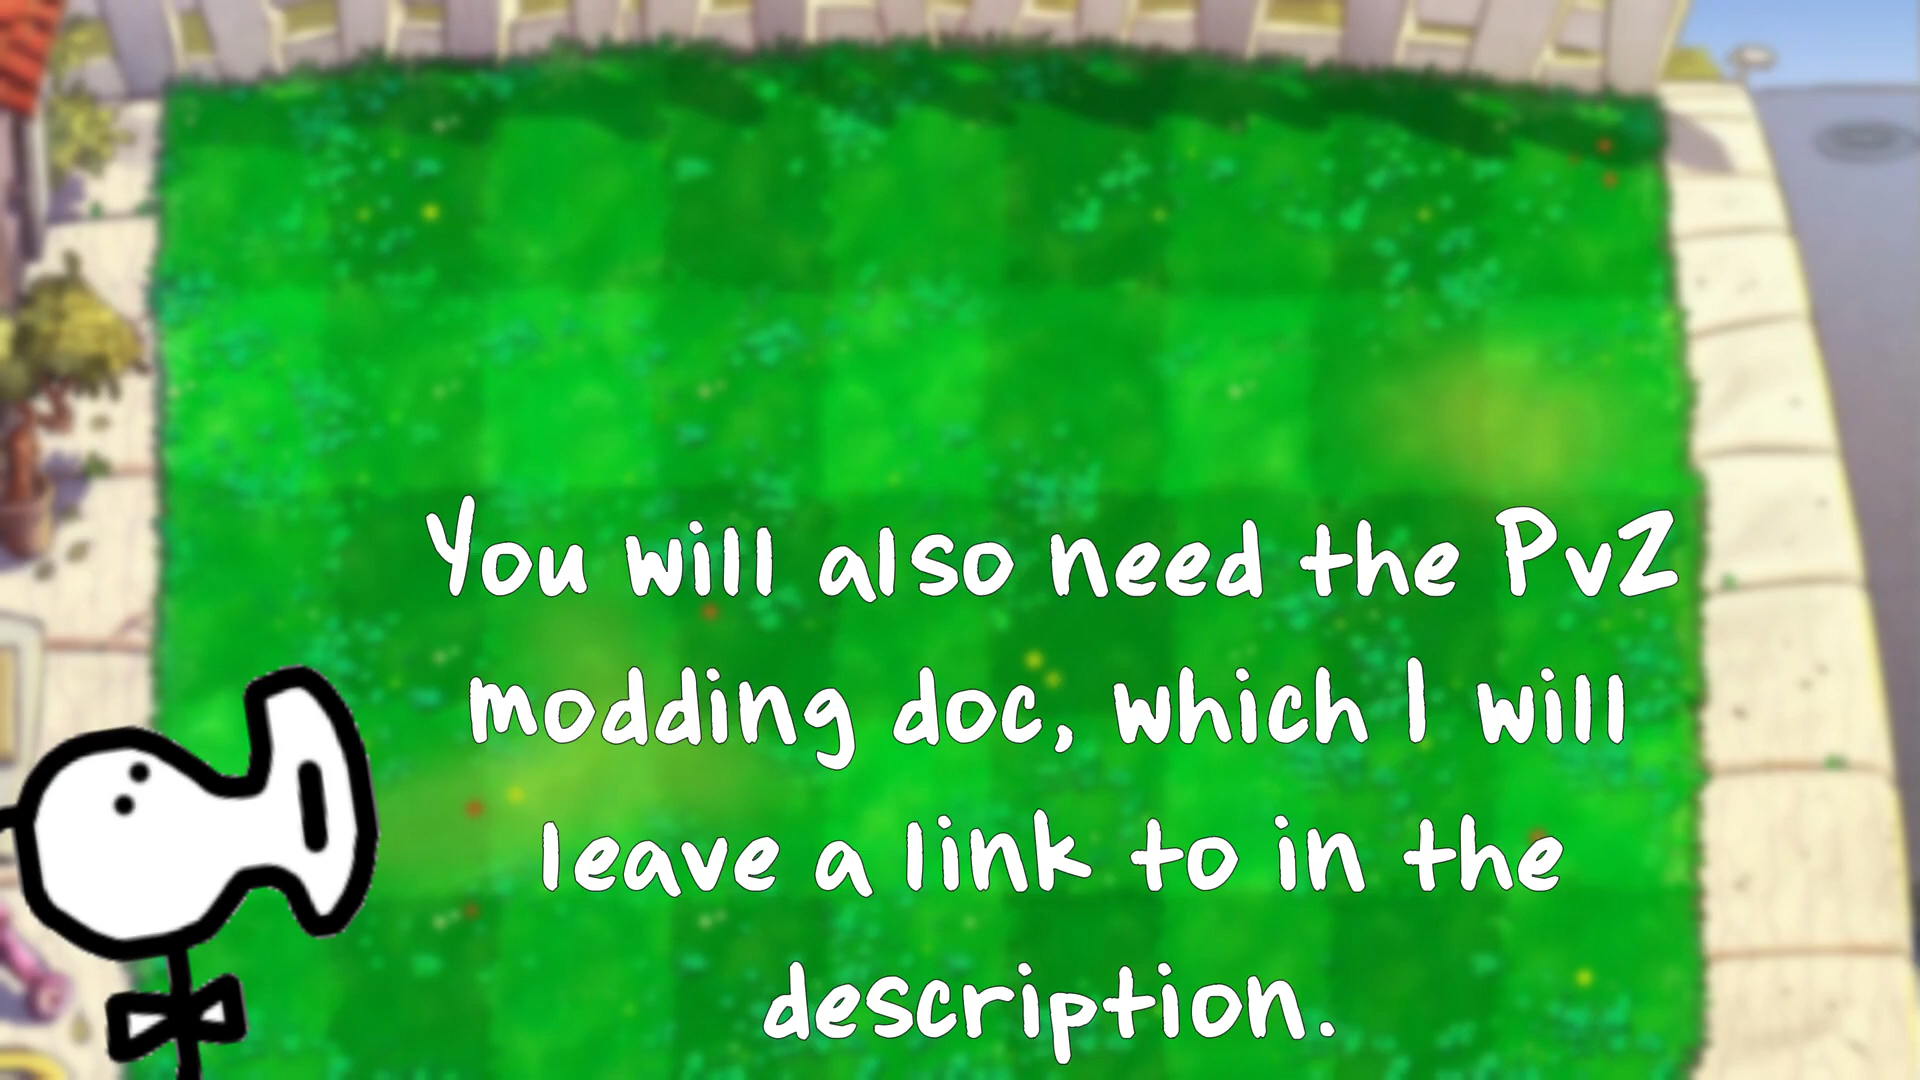 You will also need the PvZ
modding doc, which I will
leave a link to in the
description.